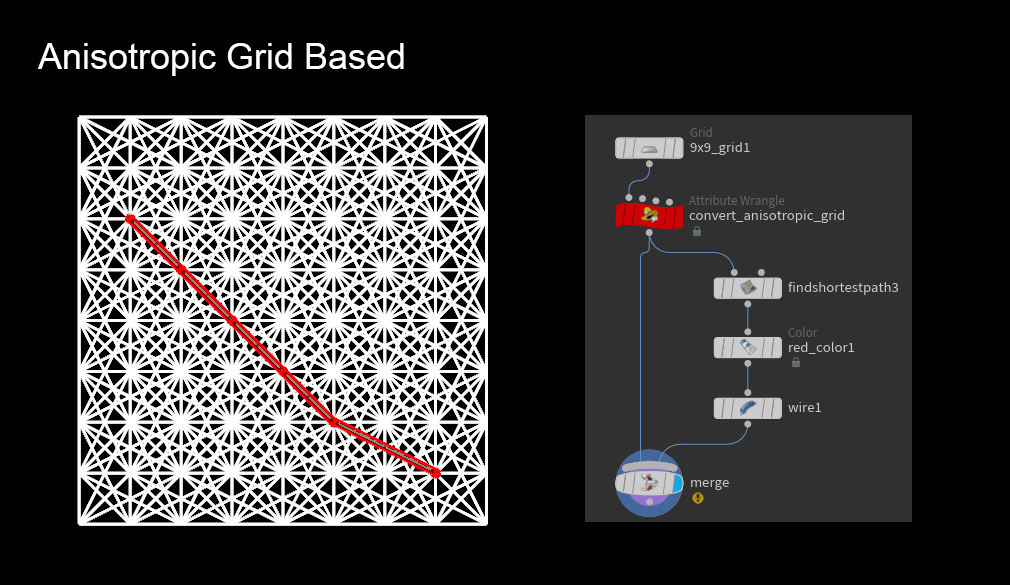 Anisotropic Grid Based
Grid
9x9_grid1
Attribute Wrangle
convert_anisotropic_grid
findshortestpath3
Color
red_color1
wire1
merge